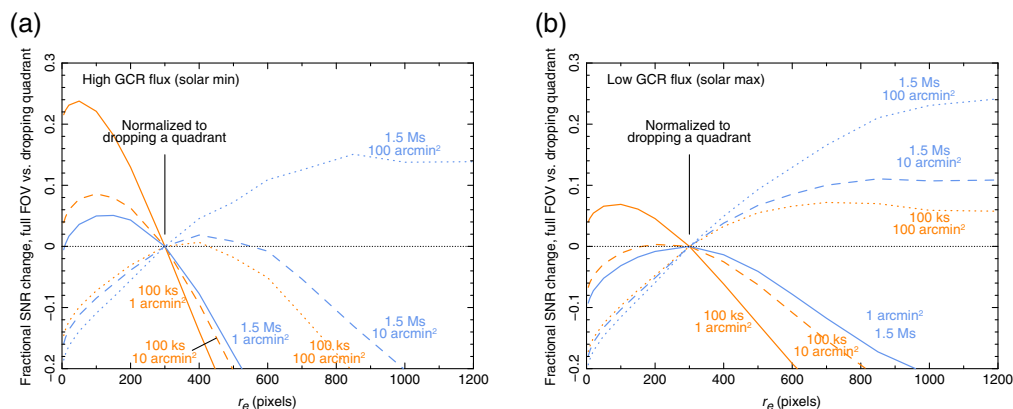 (a)
Fractional SNR change, full FOV vs. dropping quadrant
0.3
0.2
0.1
0
−0.1
−0.2
High GCR flux (solar min)
Normalized to
dropping a quadrant
1.5 Ms
100 arcmin²
100 ks
1 arcmin²
100 ks
10 arcmin²
1.5 Ms
1 arcmin²
100 ks
100 arcmin²
1.5 Ms
10 arcmin²
0
200
400
600
800
1000
1200
r_e (pixels)
(b)
Fractional SNR change, full FOV vs. dropping quadrant
0.3
0.2
0.1
0
−0.1
−0.2
Low GCR flux (solar max)
Normalized to
dropping a quadrant
1.5 Ms
100 arcmin²
1.5 Ms
10 arcmin²
100 ks
100 arcmin²
100 ks
1 arcmin²
100 ks
10 arcmin²
1 arcmin²
1.5 Ms
0
200
400
600
800
1000
1200
r_e (pixels)